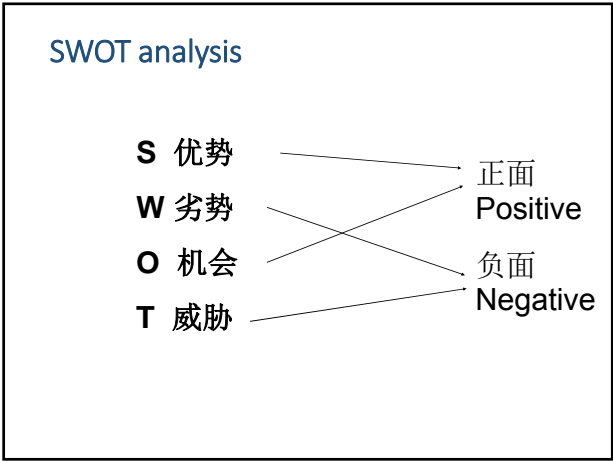 SWOT analysis
S 优势
W 劣势
O 机会
T 威胁
正面
Positive
负面
Negative